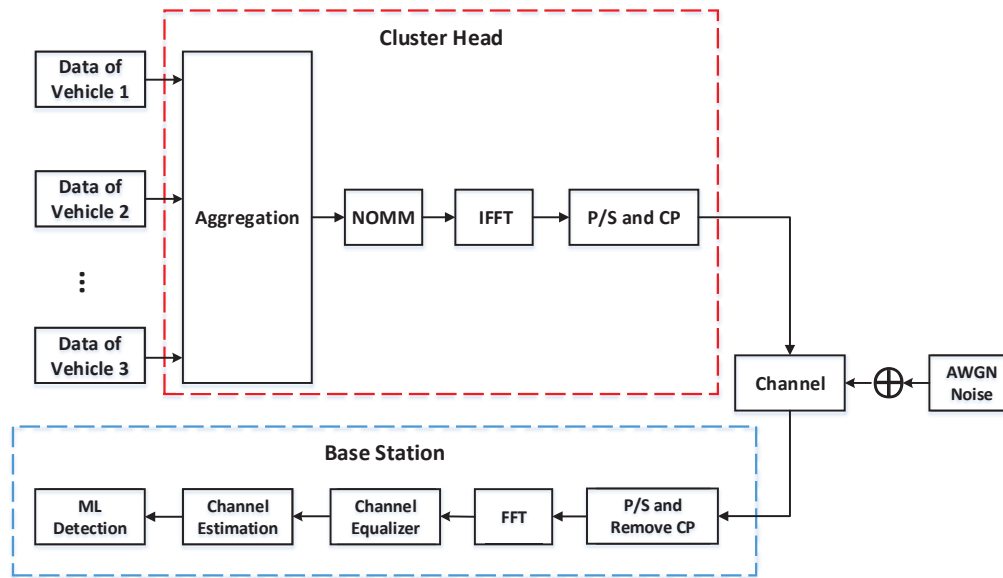 Cluster Head
Data of
Vehicle 1
Data of
Vehicle 2
...
Data of
Vehicle 3
Aggregation
NOMM
IFFT
P/S and CP
Channel
AWGN
Noise
Base Station
ML
Detection
Channel
Estimation
Channel
Equalizer
FFT
P/S and
Remove CP